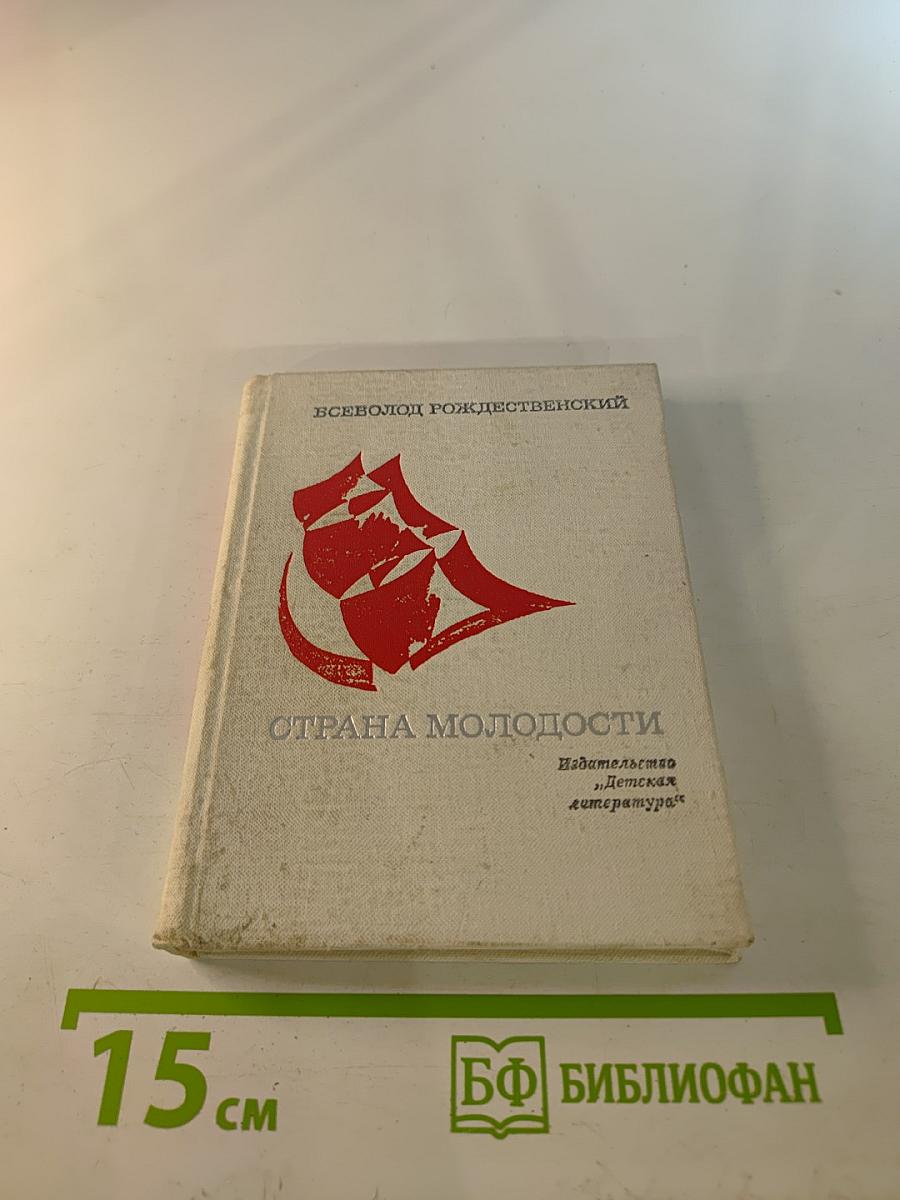 ВСЕВОЛОД РОЖДЕСТВЕНСКИЙ
СТРАНА МОЛОДОСТИ
Издательство
„Детская
литература“
15 см
БФ БИБЛИОФАН